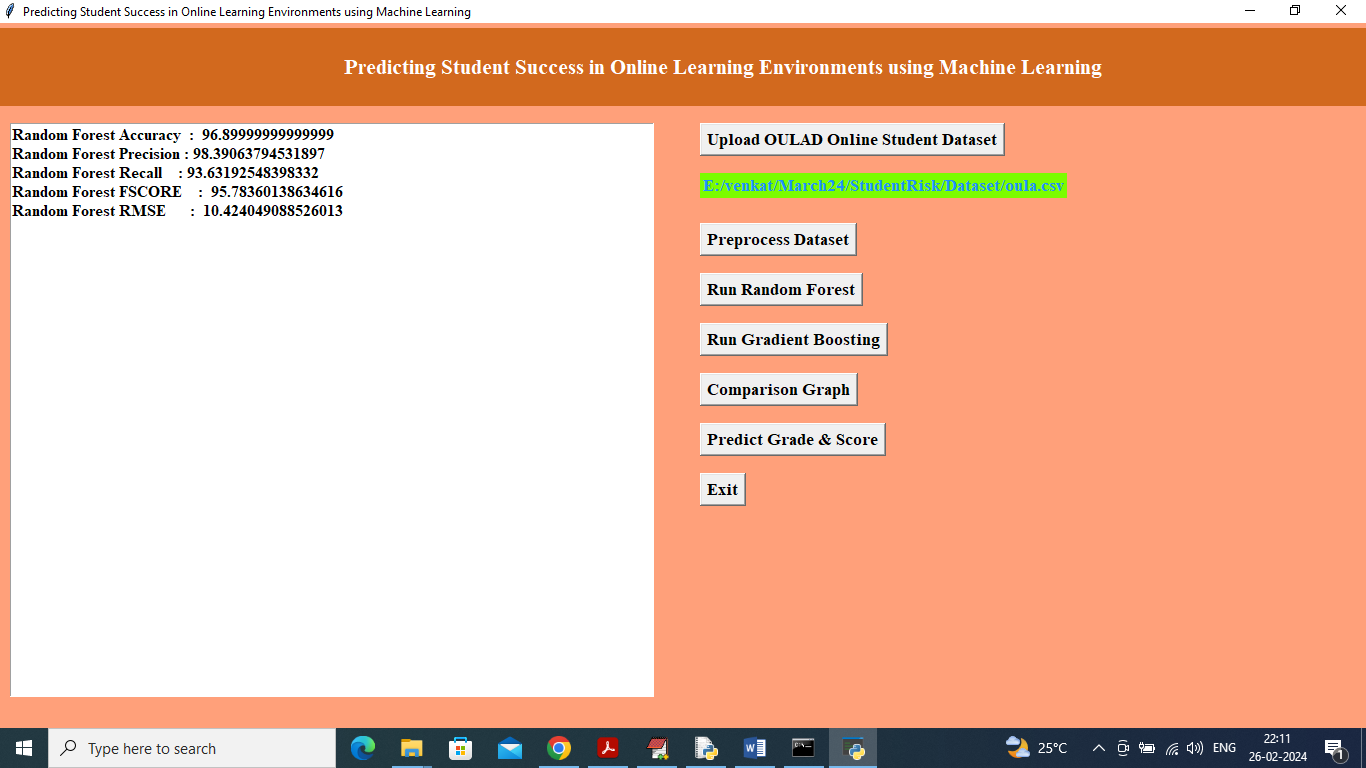 Predicting Student Success in Online Learning Environments using Machine Learning
Predicting Student Success in Online Learning Environments using Machine Learning
Random Forest Accuracy : 96.89999999999999
Random Forest Precision : 98.39063794531897
Random Forest Recall : 93.63192548398332
Random Forest FSCORE : 95.78360138634616
Random Forest RMSE : 10.424049088526013
Upload OULAD Online Student Dataset
E:/venkat/March24/StudentRisk/Dataset/oula.csv
Preprocess Dataset
Run Random Forest
Run Gradient Boosting
Comparison Graph
Predict Grade & Score
Exit
Type here to search
25°C
ENG
22:11
26-02-2024
1